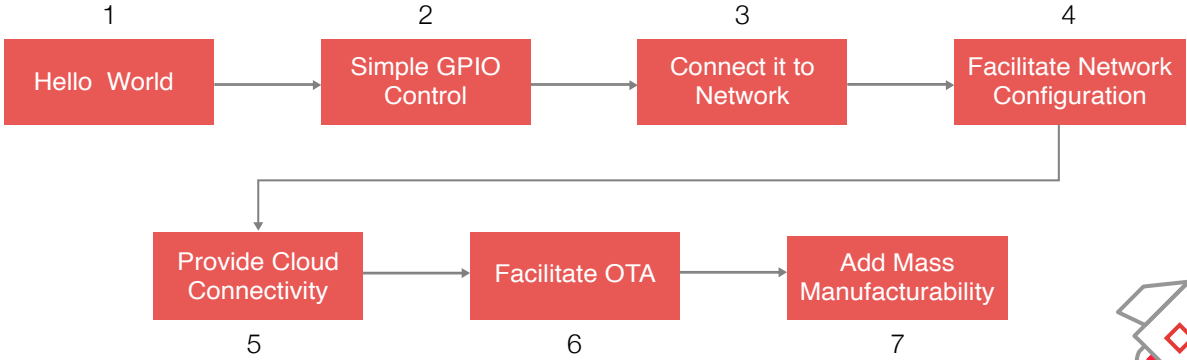 1
2
3
4
Hello World
Simple GPIO
Control
Connect it to
Network
Facilitate Network
Configuration
Provide Cloud
Connectivity
Facilitate OTA
Add Mass
Manufacturability
5
6
7